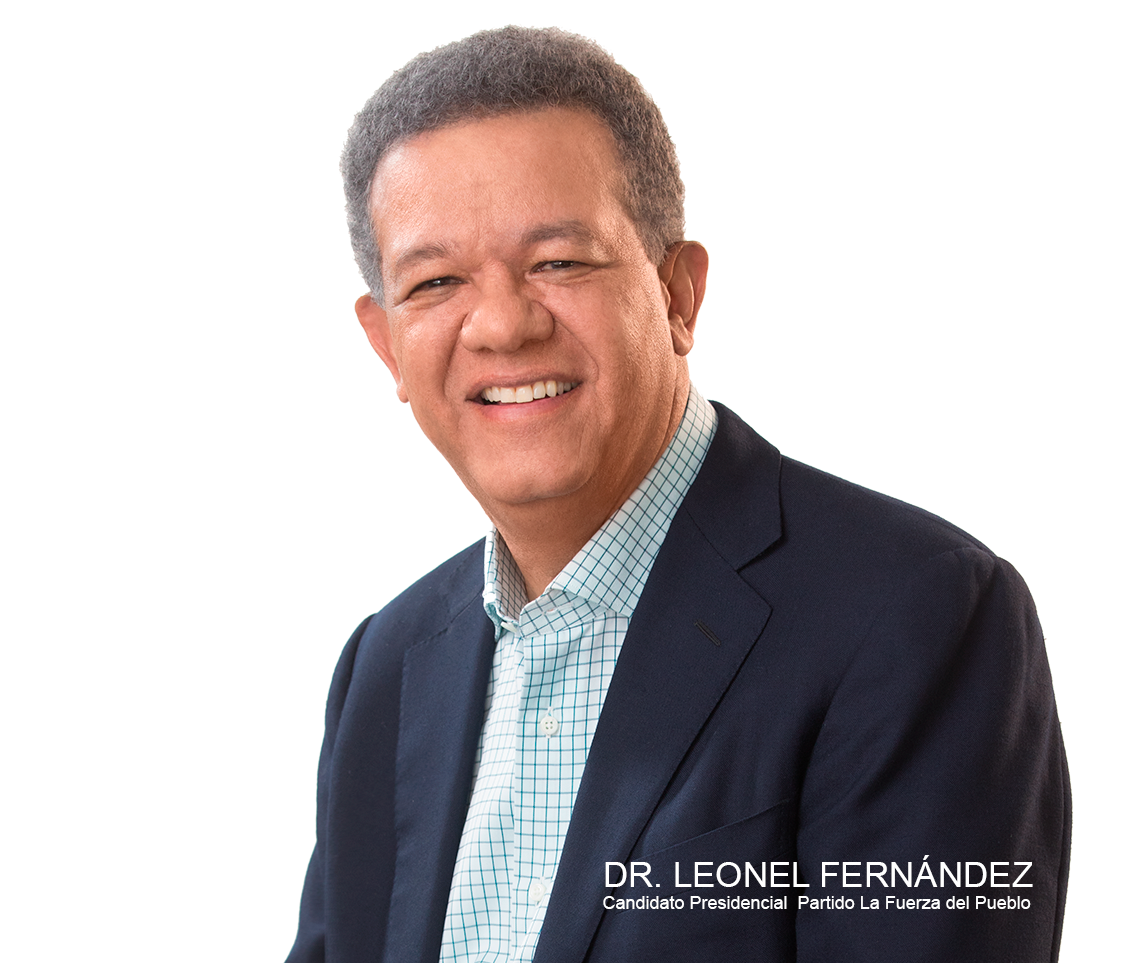 DR. LEONEL FERNÁNDEZ
Candidato Presidencial Partido La Fuerza del Pueblo